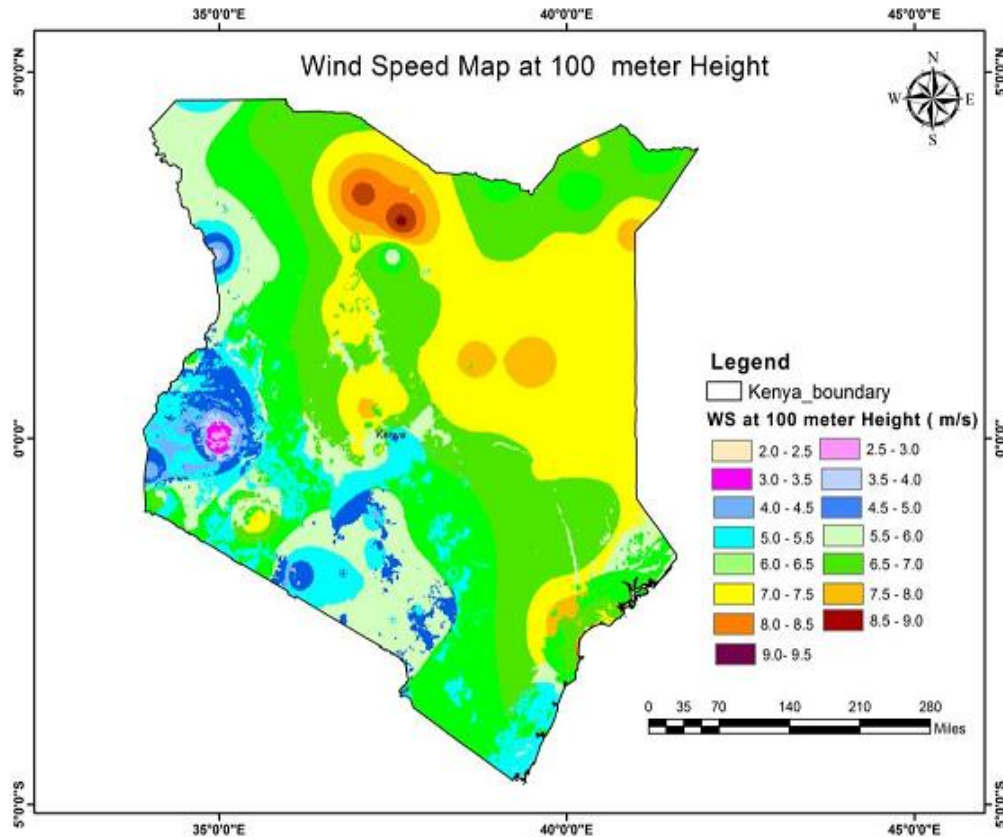 35°0'0"E 40°0'0"E 45°0'0"E
Wind Speed Map at 100 meter Height
5°0'0"N
5°0'0"N
N
W E
S
Kenya
0°0'0"
0°0'0"
Legend
Kenya_boundary
WS at 100 meter Height ( m/s)
2.0 - 2.5 2.5 - 3.0
3.0 - 3.5 3.5 - 4.0
4.0 - 4.5 4.5 - 5.0
5.0 - 5.5 5.5 - 6.0
6.0 - 6.5 6.5 - 7.0
7.0 - 7.5 7.5 - 8.0
8.0 - 8.5 8.5 - 9.0
9.0 - 9.5
0 35 70 140 210 280
Miles
5°0'0"S
5°0'0"S
35°0'0"E 40°0'0"E 45°0'0"E